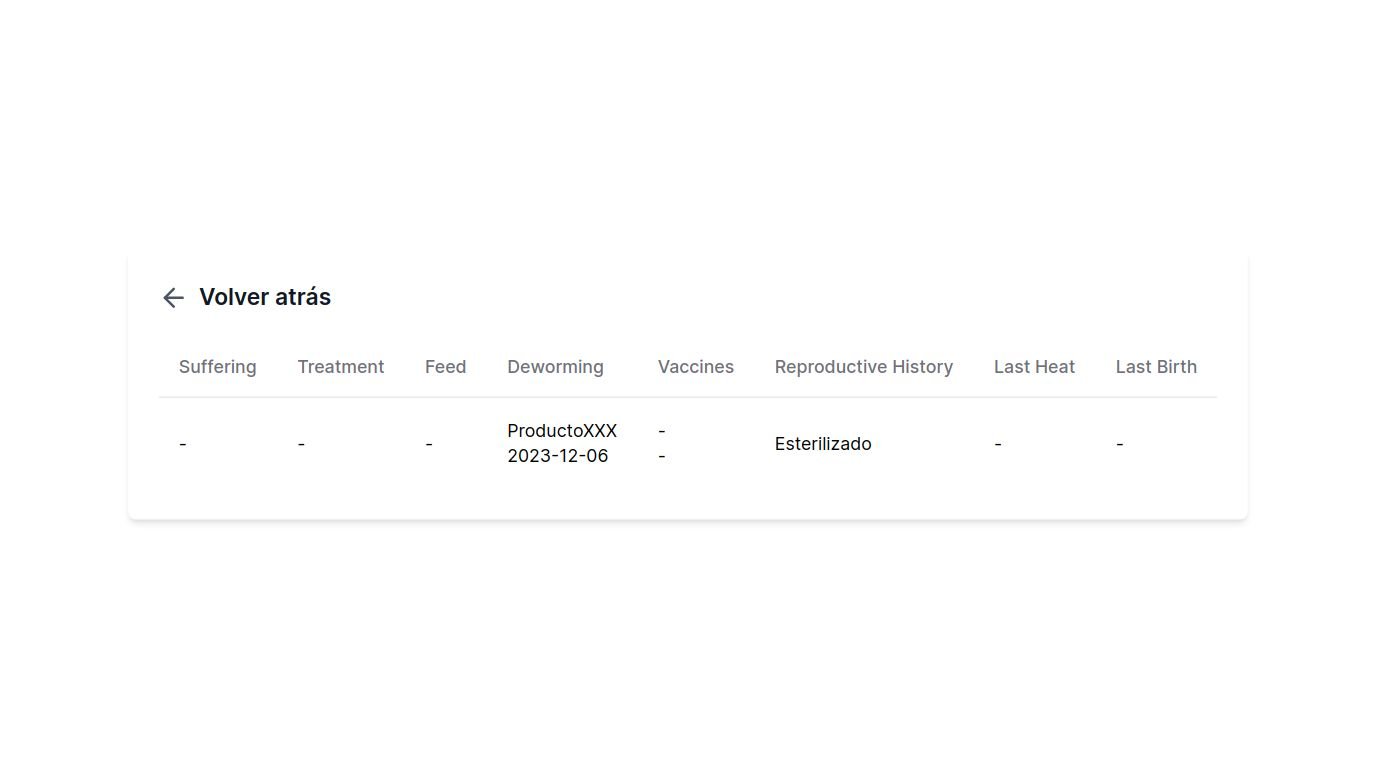 Volver atrás
Suffering Treatment Feed Deworming Vaccines Reproductive History Last Heat Last Birth
- - - ProductoXXX - Esterilizado - -
2023-12-06 -